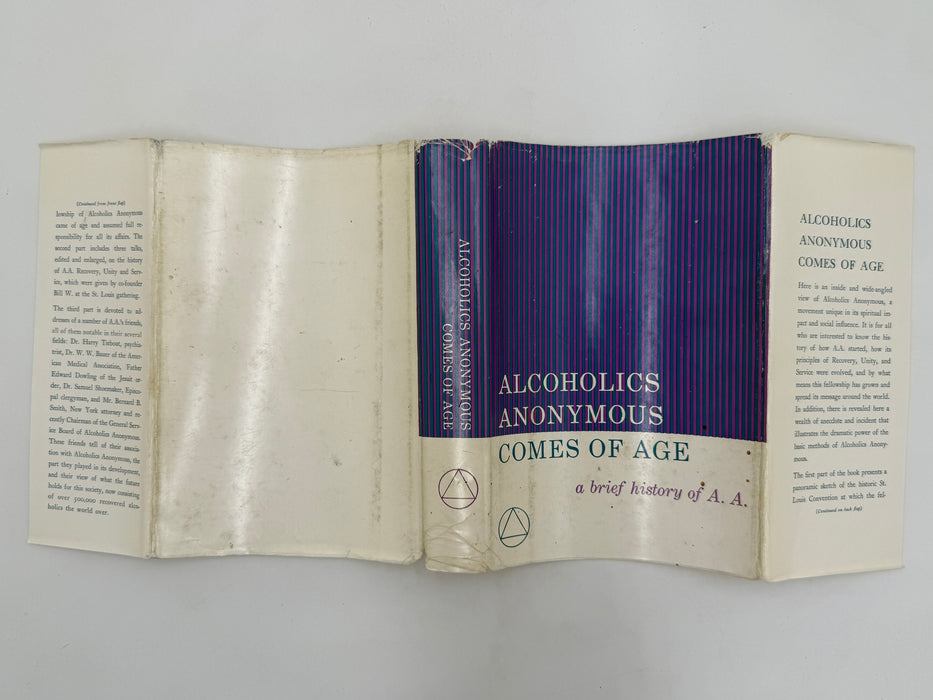 (Continued from front flap)
lowship of Alcoholics Anonymous
came of age and assumed full re-
sponsibility for all its affairs. The
second part includes three talks,
edited and enlarged, on the history
of A.A. Recovery, Unity and Serv-
ice, which were given by co-founder
Bill W. at the St. Louis gathering.
The third part is devoted to ad-
dresses of a number of A.A.'s friends,
all of them notable in their several
fields: Dr. Harry Tiebout, psychia-
trist, Dr. W. W. Bauer of the Amer-
ican Medical Association, Father
Edward Dowling of the Jesuit or-
der, Dr. Samuel Shoemaker, Episco-
pal clergyman, and Mr. Bernard B.
Smith, New York attorney and re-
cently Chairman of the General Serv-
ice Board of Alcoholics Anonymous.
These friends tell of their associa-
tion with Alcoholics Anonymous, the
part they played in its development,
and their view of what the future
holds for this society, now consisting
of over 500,000 recovered alco-
holics the world over.
ALCOHOLICS ANONYMOUS
COMES OF AGE
ALCOHOLICS
ANONYMOUS
COMES OF AGE
a brief history of A. A.
ALCOHOLICS
ANONYMOUS
COMES OF AGE
Here is an inside and wide-angled
view of Alcoholics Anonymous, a
movement unique in its spiritual im-
pact and social influence. It is for all
who are interested to know the his-
tory of how A.A. started, how its
principles of Recovery, Unity, and
Service were evolved, and by what
means this fellowship has grown and
spread its message around the world.
In addition, there is revealed here a
wealth of anecdote and incident that
illustrates the dramatic power of the
basic methods of Alcoholics Anony-
mous.
The first part of the book presents a
panoramic sketch of the historic St.
Louis Convention at which the fel-
(Continued on back flap)